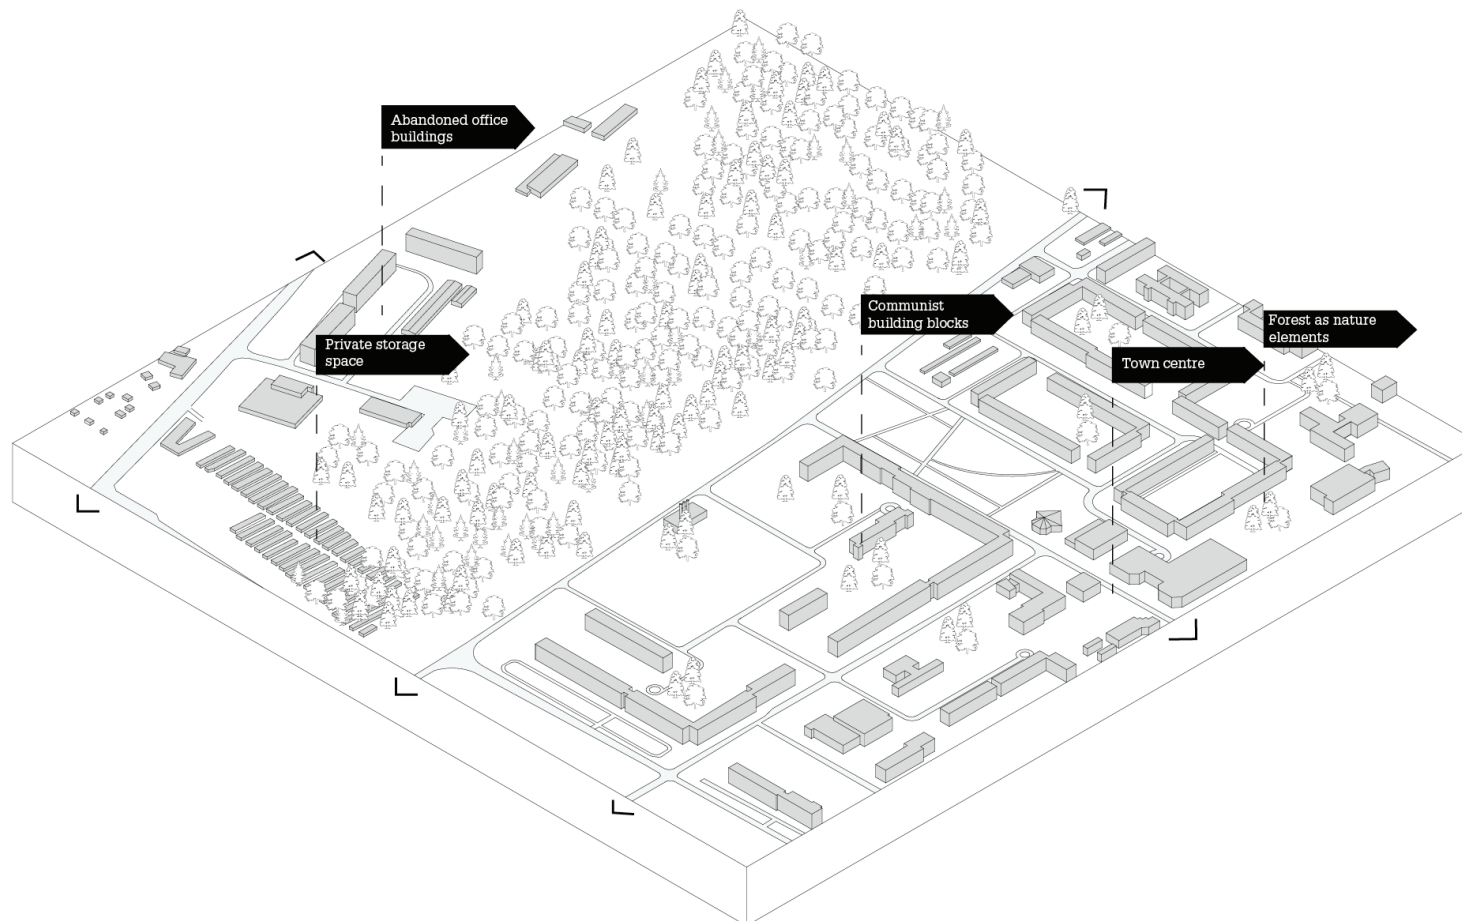 Abandoned office
buildings
Communist
building blocks
Forest as nature
elements
Private storage
space
Town centre